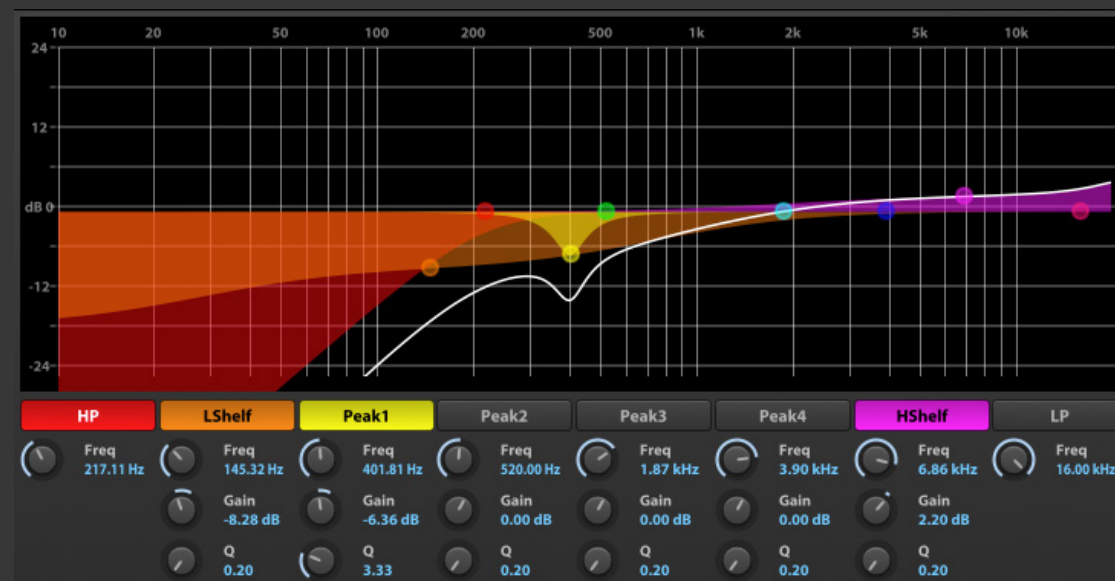 10 20 50 100 200 500 1k 2k 5k 10k
24
12
dB 0
-12
-24
HP LShelf Peak1 Peak2 Peak3 Peak4 HShelf LP
Freq Freq Freq Freq Freq Freq Freq Freq
217.11 Hz 145.32 Hz 401.81 Hz 520.00 Hz 1.87 kHz 3.90 kHz 6.86 kHz 16.00 kHz
Gain Gain Gain Gain Gain Gain
-8.28 dB -6.36 dB 0.00 dB 0.00 dB 0.00 dB 2.20 dB
Q Q Q Q Q Q
0.20 3.33 0.20 0.20 0.20 0.20